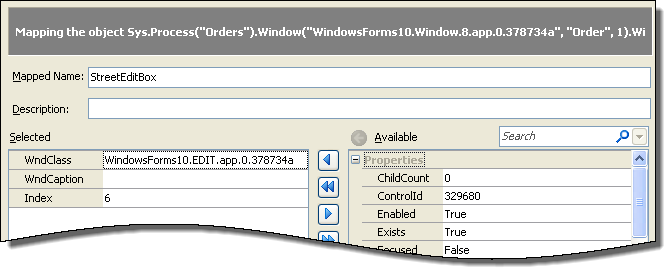 Mapping the object Sys.Process("Orders").Window("WindowsForms10.Window.8.app.0.378734a", "Order", 1).Wi
Mapped Name: StreetEditBox
Description:
Selected
Available
Search
WndClass WindowsForms10.EDIT.app.0.378734a
WndCaption
Index 6
Properties
ChildCount 0
ControlId 329680
Enabled True
Exists True
Focused False